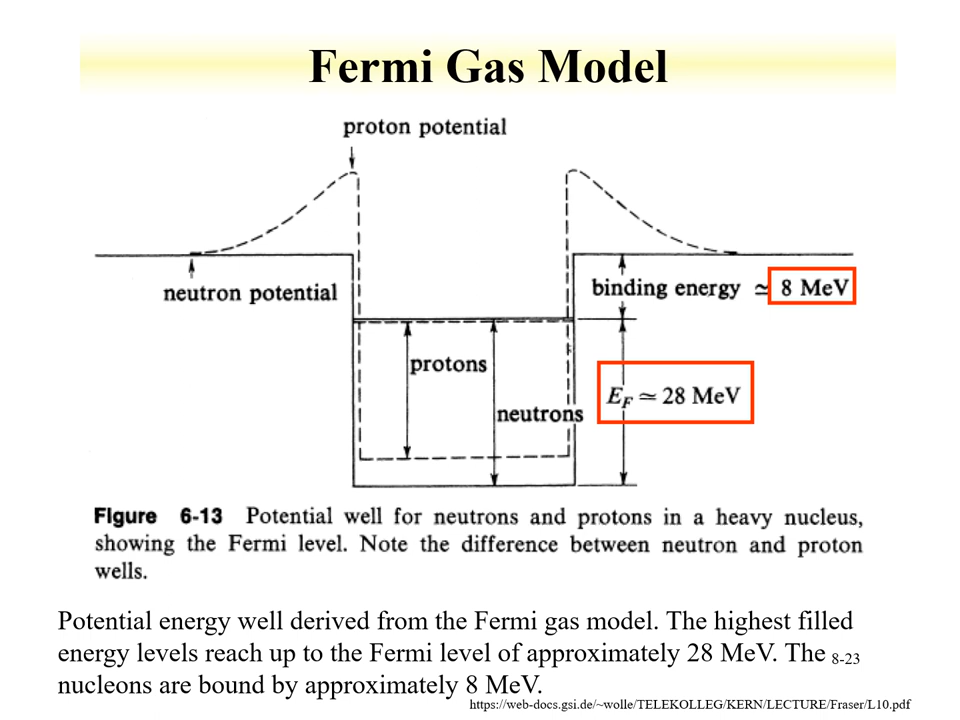 Fermi Gas Model
proton potential
neutron potential
binding energy ≃ 8 MeV
protons
E_F ≃ 28 MeV
neutrons
Figure 6-13 Potential well for neutrons and protons in a heavy nucleus,
showing the Fermi level. Note the difference between neutron and proton
wells.
Potential energy well derived from the Fermi gas model. The highest filled
energy levels reach up to the Fermi level of approximately 28 MeV. The
8-23
nucleons are bound by approximately 8 MeV.
https://web-docs.gsi.de/~wolle/TELEKOLLEG/KERN/LECTURE/Fraser/L10.pdf